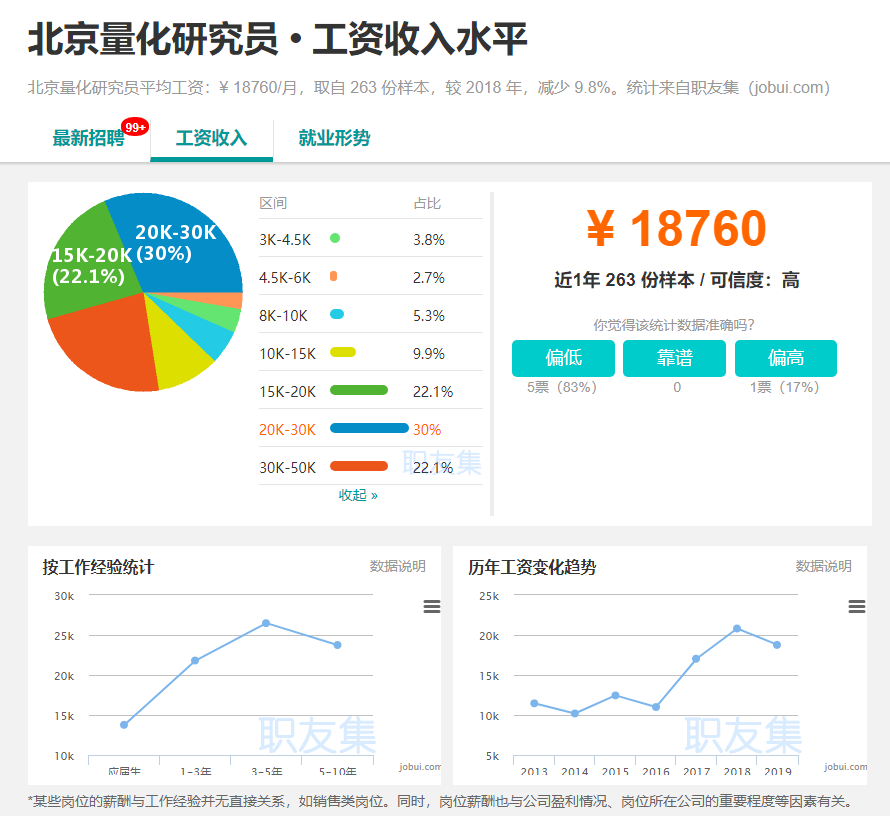 北京量化研究员 • 工资收入水平
北京量化研究员平均工资：¥ 18760/月，取自 263 份样本，较 2018 年，减少 9.8%。统计来自职友集（jobui.com）
最新招聘 99+ 工资收入 就业形势
20K-30K
(30%)
15K-20K
(22.1%)
区间 占比
3K-4.5K 3.8%
4.5K-6K 2.7%
8K-10K 5.3%
10K-15K 9.9%
15K-20K 22.1%
20K-30K 30%
30K-50K 22.1%
职友集
收起 »
¥ 18760
近1年 263 份样本 / 可信度：高
你觉得该统计数据准确吗？
偏低 靠谱 偏高
5票（83%） 0 1票（17%）
按工作经验统计 数据说明
30k
25k
20k
15k
10k
应届生 1-3年 3-5年 5-10年
职友集
jobui.com
历年工资变化趋势 数据说明
25k
20k
15k
10k
5k
2013 2014 2015 2016 2017 2018 2019
职友集
jobui.com
*某些岗位的薪酬与工作经验并无直接关系，如销售类岗位。同时，岗位薪酬也与公司盈利情况、岗位所在公司的重要程度等因素有关。